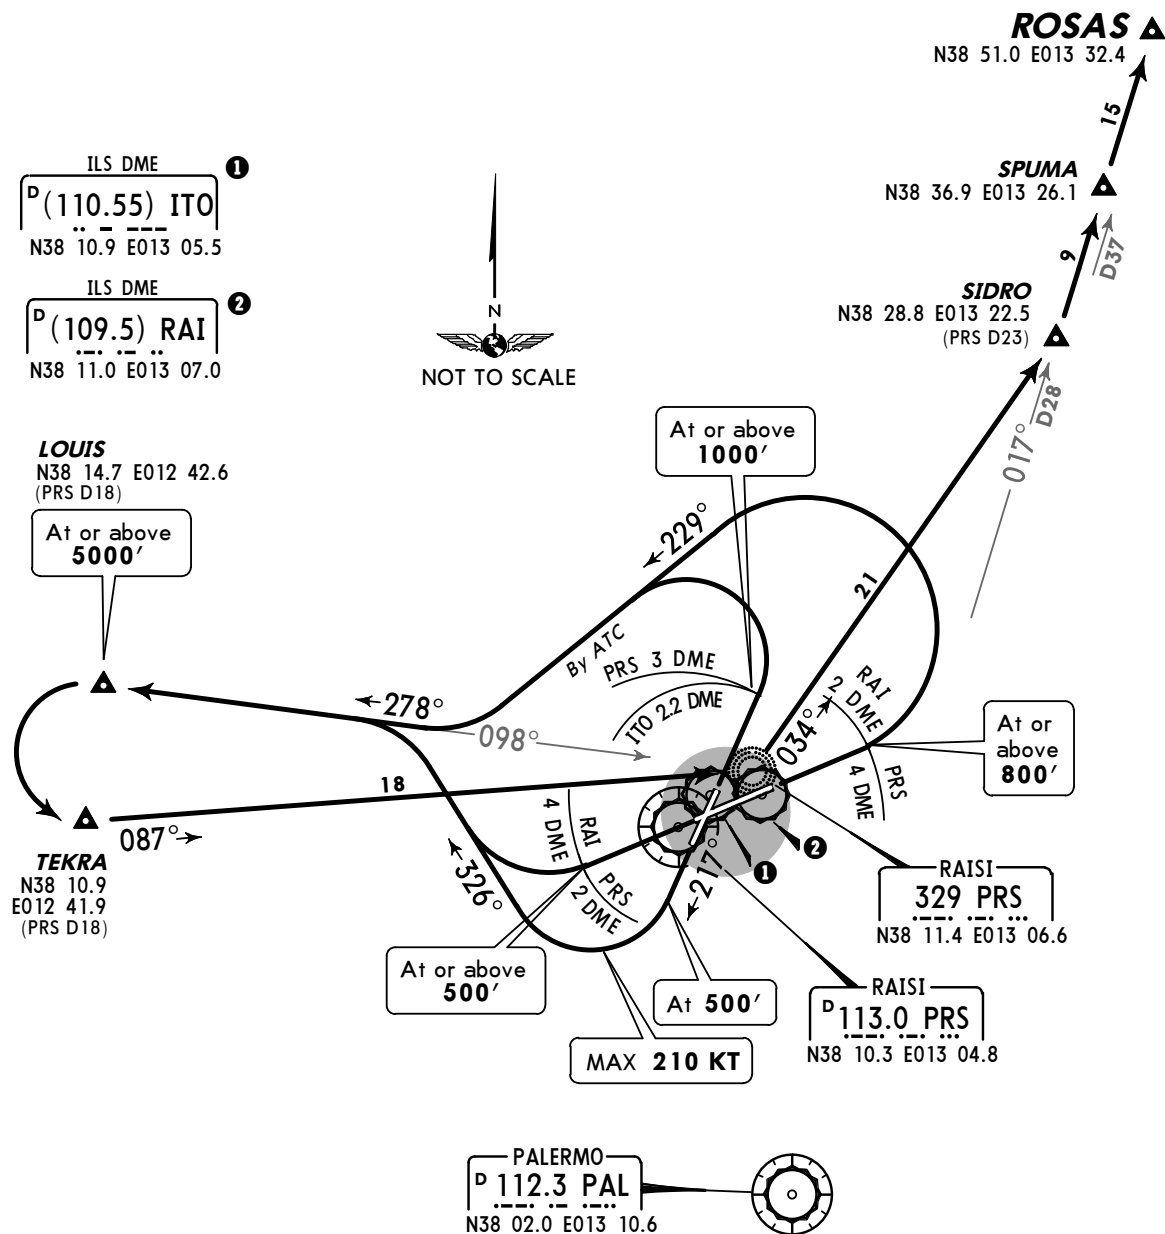 ROSAS
N38 51.0 E013 32.4
15
SPUMA
N38 36.9 E013 26.1
9
D37
SIDRO
N38 28.8 E013 22.5
(PRS D23)
D28
017°
ILS DME
1
D (110.55) ITO
N38 10.9 E013 05.5
ILS DME
2
D (109.5) RAI
N38 11.0 E013 07.0
N
NOT TO SCALE
LOUIS
N38 14.7 E012 42.6
(PRS D18)
At or above
5000'
At or above
1000'
229°
21
By ATC
PRS 3 DME
ITO 2.2 DME
278°
098°
034°
RAI
2 DME
PRS
4 DME
At or
above
800'
18
087°
TEKRA
N38 10.9
E012 41.9
(PRS D18)
RAI
4 DME
PRS
2 DME
326°
217°
1
2
At or above
500'
At 500'
MAX 210 KT
RAISI
329 PRS
N38 11.4 E013 06.6
RAISI
D 113.0 PRS
N38 10.3 E013 04.8
PALERMO
D 112.3 PAL
N38 02.0 E013 10.6